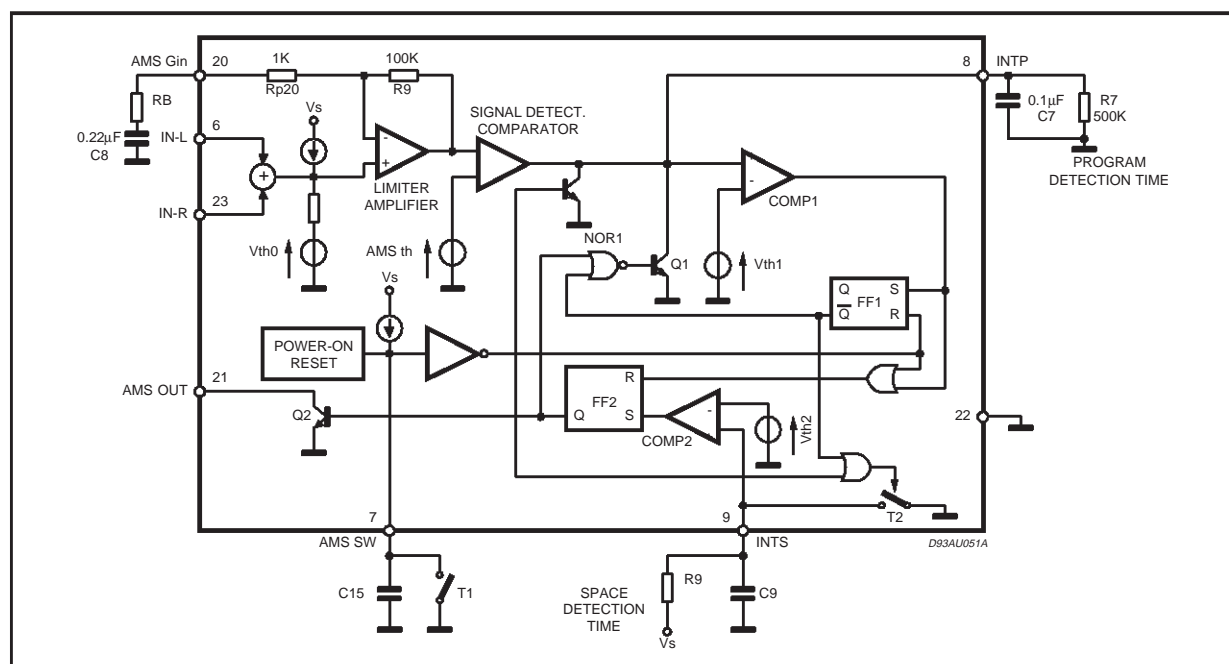 AMS Gin
20
1K
Rp20
100K
R9
8
INTP
RB
0.22μF
C8
6
IN-L
Vs
SIGNAL DETECT.
COMPARATOR
0.1μF
C7
R7
500K
PROGRAM
DETECTION TIME
-
+
+
LIMITER
AMPLIFIER
-
COMP1
23
IN-R
Vth0
AMS th
NOR1
Q1
Vth1
Vs
Q
S
FF1
Q
R
POWER-ON
RESET
AMS OUT
21
R
FF2
Q
S
Q2
-
COMP2
Vth2
22
T2
7
AMS SW
9
INTS
D93AU051A
C15
T1
SPACE
DETECTION
TIME
R9
C9
Vs